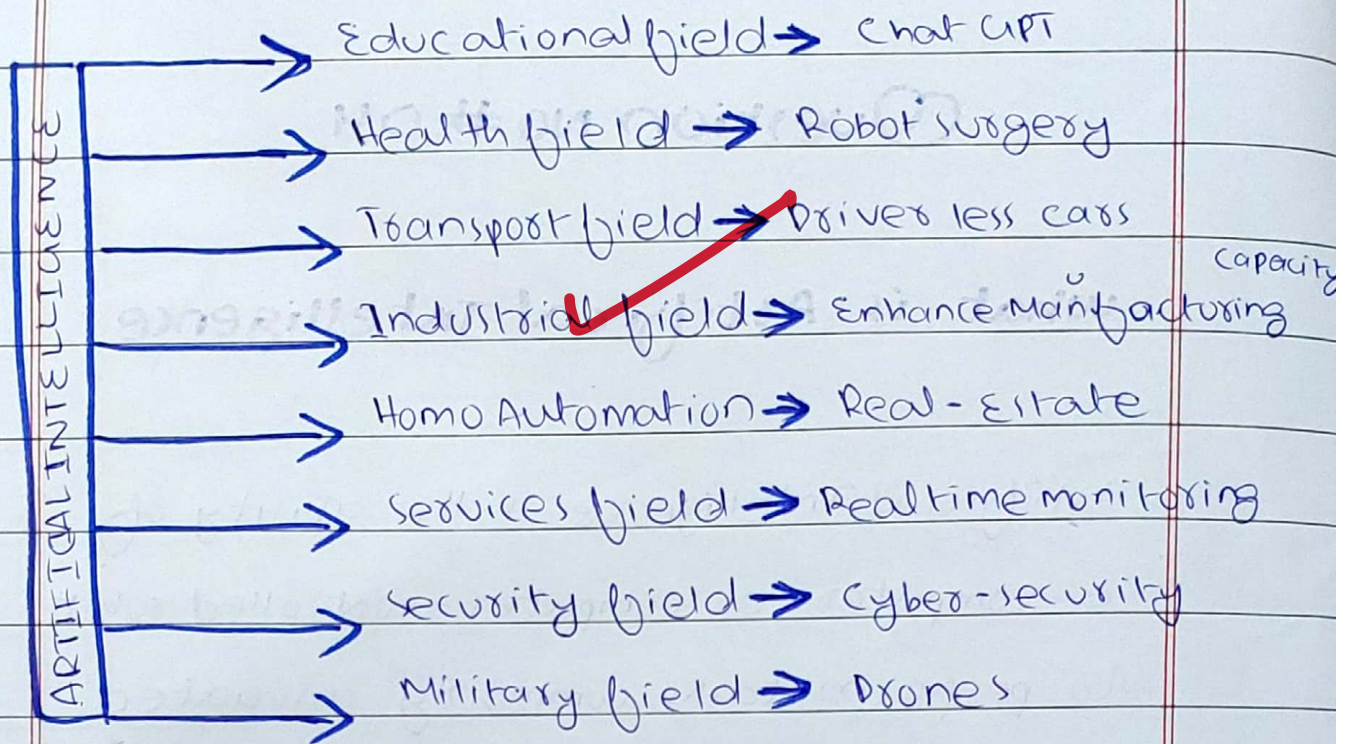 ARTIFICAL INTELLIGENCE
Educational field → Chat GPT
Health field → Robot surgery
Transport field → Driver less cars
Industrial field → Enhance Manufacturing capacity
Homo Automation → Real-Estate
Services field → Real time monitoring
Security field → Cyber-security
Military field → Drones